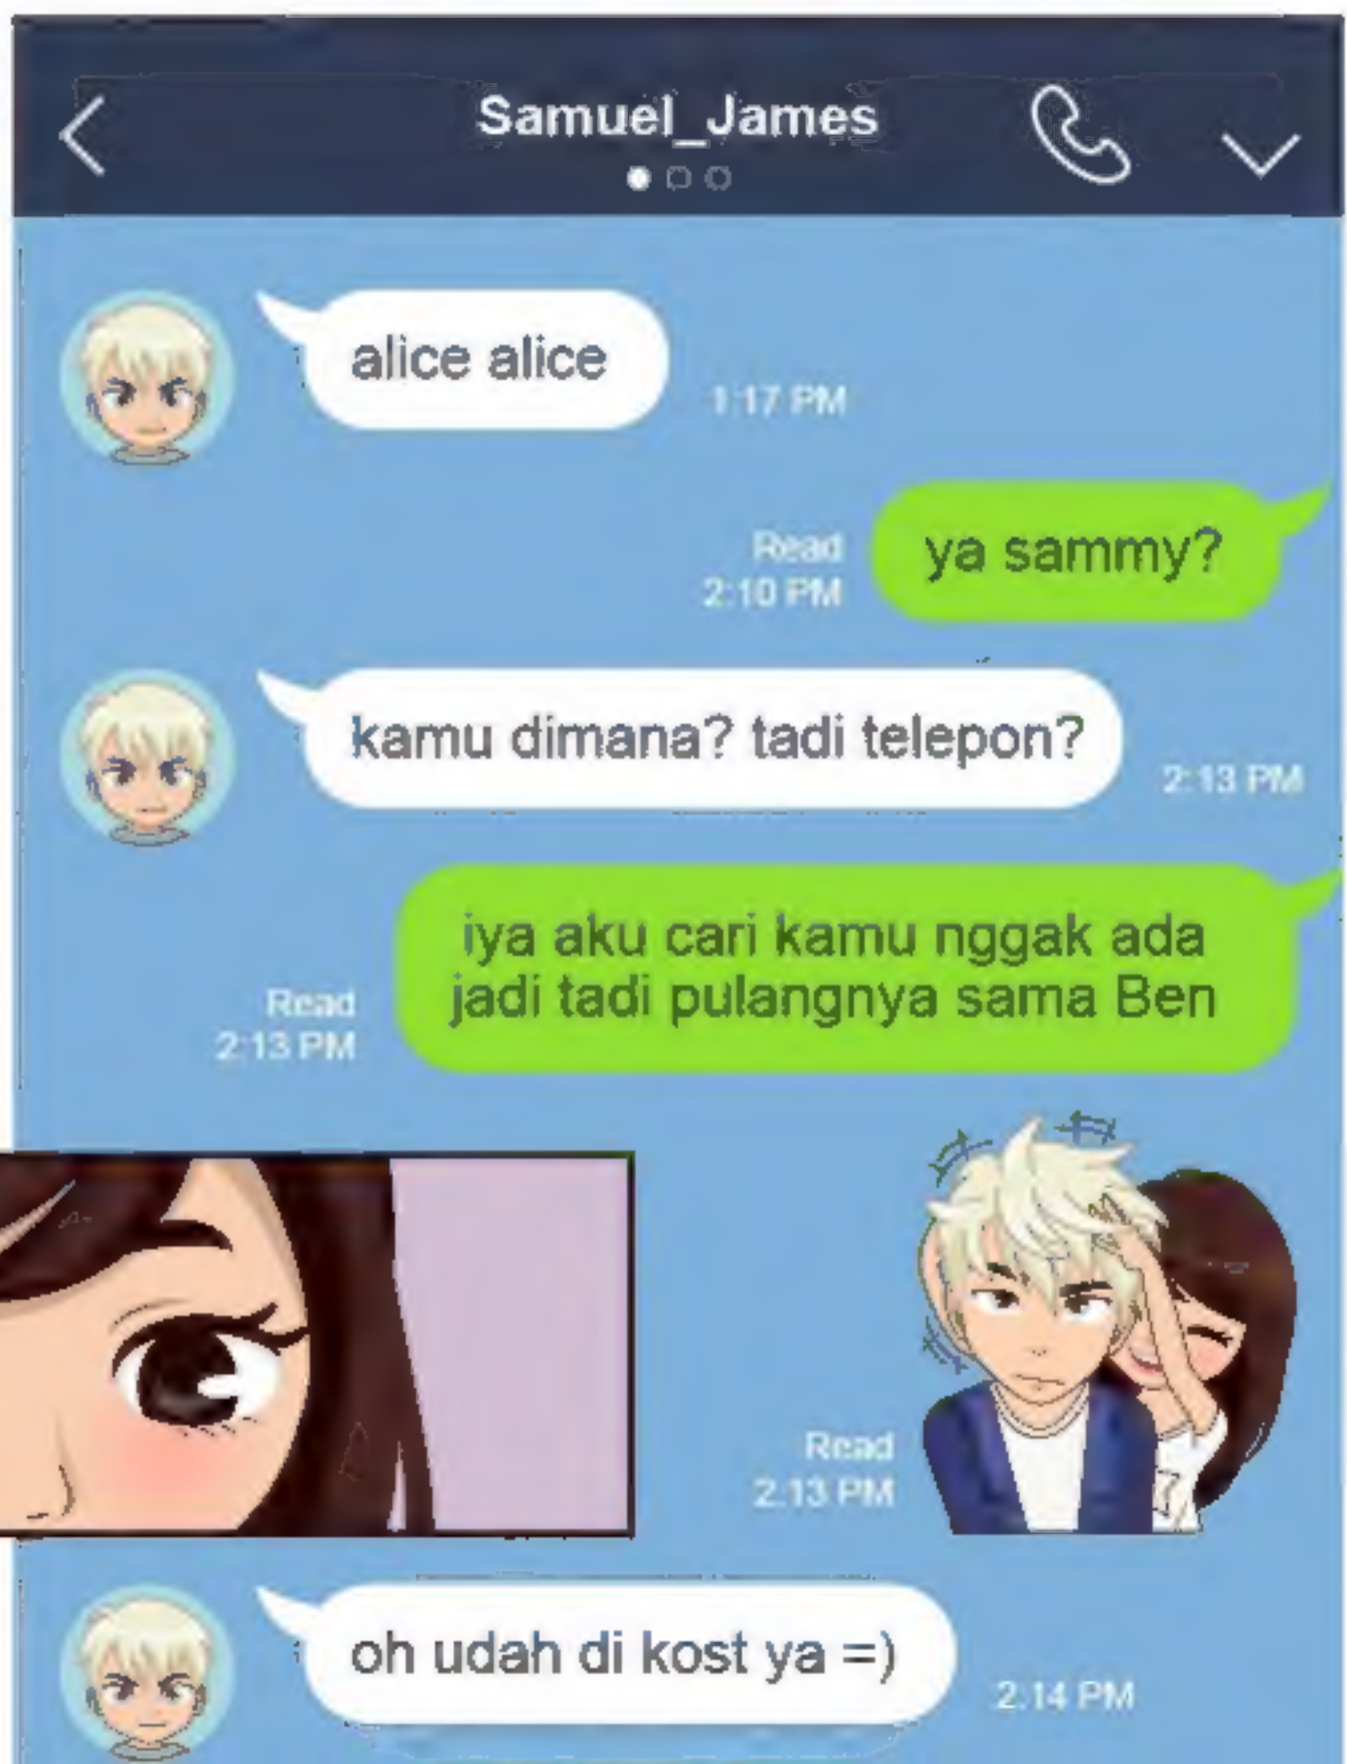 Samuel_James
alice alice
1:17 PM
ya sammy?
Read
2:10 PM
kamu dimana? tadi telepon?
2:13 PM
iya aku cari kamu nggak ada
jadi tadi pulangnya sama Ben
Read
2:13 PM
Read
2:13 PM
oh udah di kost ya =)
2:14 PM